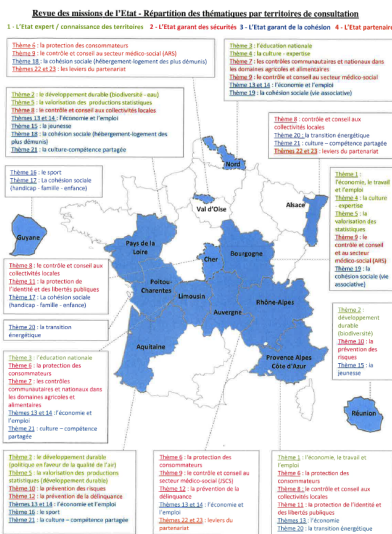 Revue des missions de l'Etat - Répartition des thématiques par territoires de consultation
1 - L'Etat expert / connaissance des territoires  2 - L'Etat garant des sécurités  3 - L'Etat garant de la cohésion  4 - L'Etat partenaire
Thème 6 : la protection des consommateurs
Thème 9 : le contrôle et conseil au secteur médico-social (ARS)
Thème 18 : la cohésion sociale (hébergement-logement des plus démunis)
Thèmes 22 et 23 : les leviers du partenariat
Thème 3 : l'éducation nationale
Thème 4 : la culture - expertise
Thème 7 : les contrôles communautaires et nationaux dans
les domaines agricoles et alimentaires
Thème 9 : le contrôle et conseil au secteur médico-social
Thèmes 13 et 14 : l'économie et l'emploi
Thème 19 : la cohésion sociale (vie associative)
Thème 2 : le développement durable (biodiversité - eau)
Thème 5 : la valorisation des productions statistiques
Thème 8 : le contrôle et conseil aux collectivités locales
Thèmes 13 et 14 : l'économie et l'emploi
Thème 15 : la jeunesse
Thème 18 : la cohésion sociale (hébergement-logement des
plus démunis)
Thème 21 : la culture-compétence partagée
Thème 8 : contrôle et conseil aux
collectivités locales
Thème 20 : la transition énergétique
Thème 21 : culture – compétence partagée
Thèmes 22 et 23 : leviers du partenariat
Thème 16 : le sport
Thème 17 : La cohésion sociale
(handicap - famille - enfance)
Thème 1 :
l'économie, le travail
et l'emploi
Thème 4 : la culture
- expertise
Thème 5 : la
valorisation des
statistiques
Thème 9 : le
contrôle et conseil
au secteur
médico-social (ARS)
Thème 19 : la
cohésion sociale (vie
associative)
Nord
Val d'Oise
Alsace
Guyane
Pays de la
Loire
Cher
Bourgogne
Poitou-
Charentes
Limousin
Rhône-Alpes
Auvergne
Aquitaine
Provence Alpes
Côte d'Azur
Réunion
Thème 8 : le contrôle et conseil aux
collectivités locales
Thème 11 : la protection de
l'identité et des libertés publiques
Thème 17 : la Cohésion sociale
(handicap - famille - enfance)
Thème 20 : la transition
énergétique
Thème 2 :
développement
durable
(biodiversité)
Thème 10 : la
prévention des
risques
Thème 15 : la
jeunesse
Thème 3 : l'éducation nationale
Thème 6 : la protection des
consommateurs
Thème 7 : les contrôles
communautaires et nationaux dans
les domaines agricoles et
alimentaires
Thèmes 13 et 14 : l'économie et
l'emploi
Thème 21 : culture – compétence
partagée
Thème 2 : le développement durable
(politique en faveur de la qualité de l'air)
Thème 5 : la valorisation des productions
statistiques (développement durable)
Thème 10 : la prévention des risques
Thème 12 : la prévention de la délinquance
Thèmes 13 et 14 : l'économie et l'emploi
Thème 16 : le sport
Thème 21 : la culture – compétence partagée
Thème 6 : la protection des
consommateurs
Thème 9 : le contrôle et conseil au
secteur médico-social (JSCS)
Thème 12 : la prévention de la
délinquance
Thèmes 13 et 14 : l'économie et
l'emploi
Thèmes 22 et 23 : leviers du
partenariat
Thème 1 : l'économie, le travail et
l'emploi
Thème 6 : la protection des
consommateurs
Thème 8 : le contrôle et conseil aux
collectivités locales
Thème 11 : la protection de l'identité et
des libertés publiques
Thèmes 13 : l'économie
Thème 20 : la transition énergétique